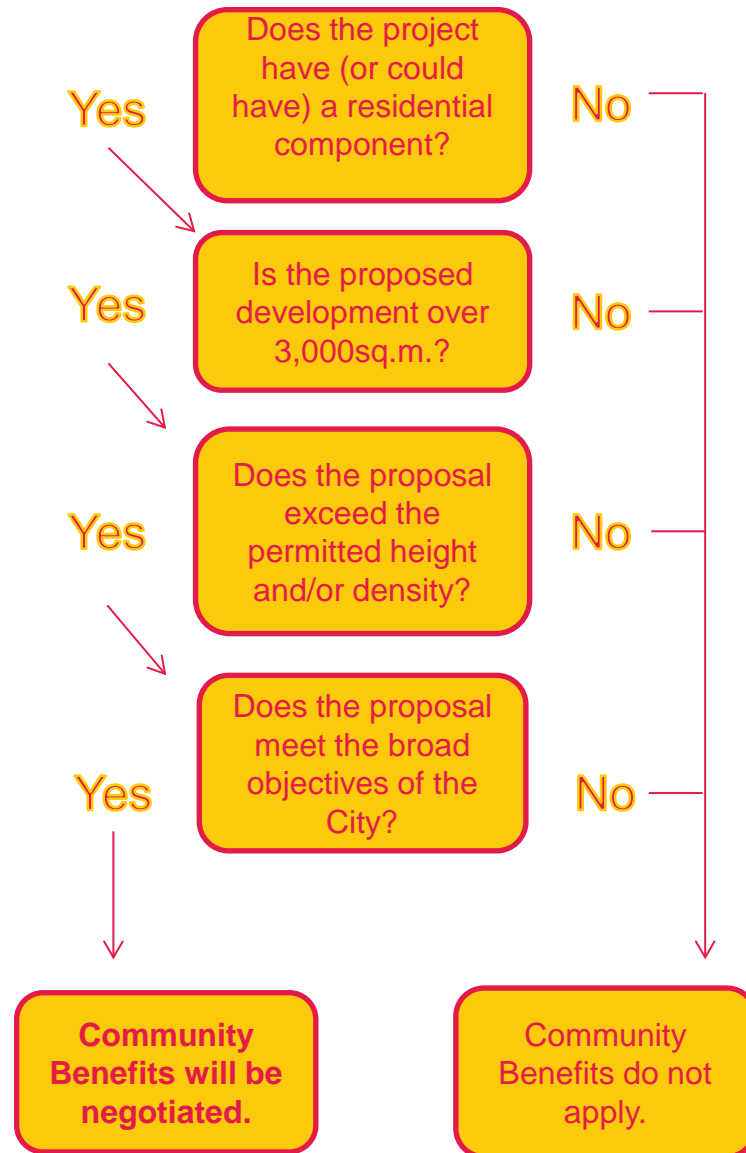 Does the project
have (or could
have) a residential
component?
Yes
No
Is the proposed
development over
3,000sq.m.?
Yes
No
Does the proposal
exceed the
permitted height
and/or density?
Yes
No
Does the proposal
meet the broad
objectives of the
City?
Yes
No
Community
Benefits will be
negotiated.
Community
Benefits do not
apply.